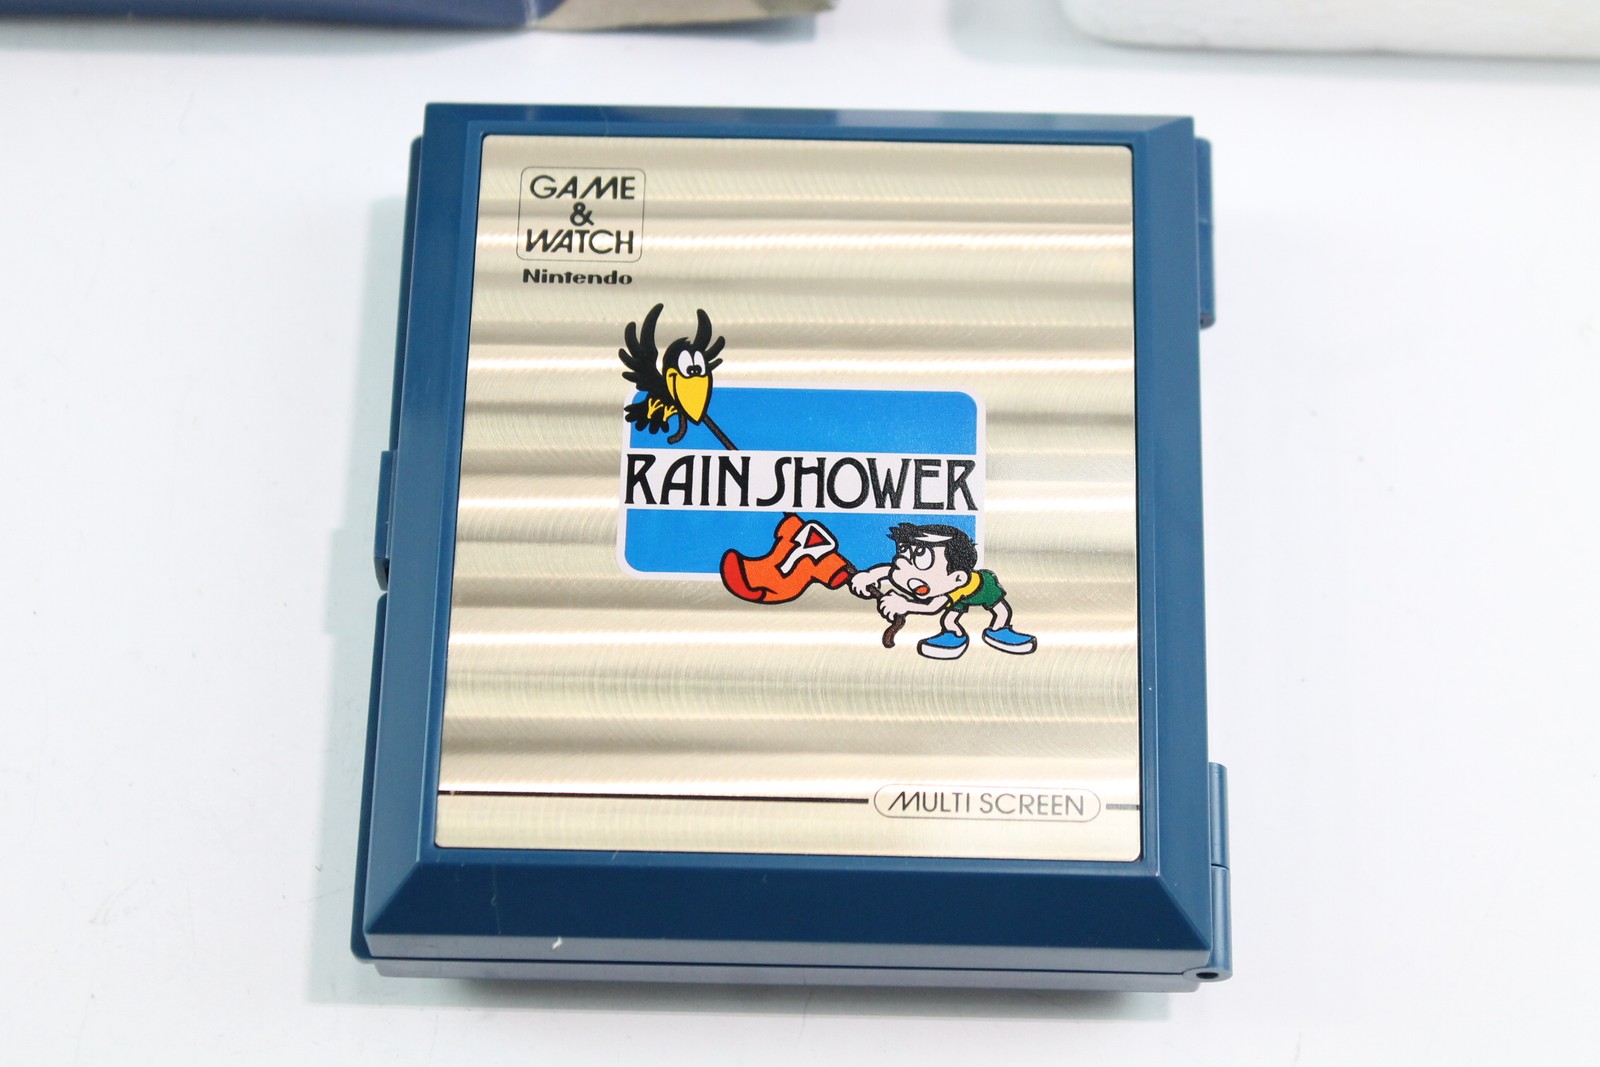 GAME
&
WATCH
Nintendo
RAIN SHOWER
MULTI SCREEN